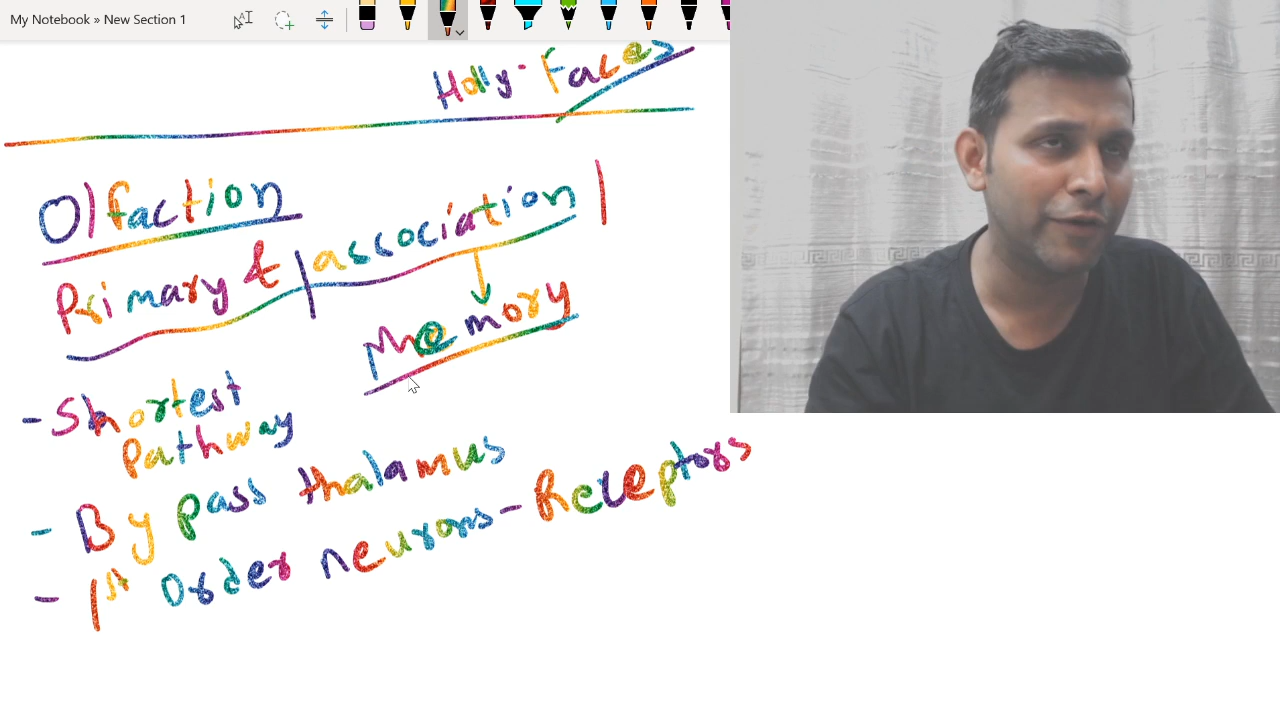 My Notebook » New Section 1
Holly-Faces
Olfaction
Primary & association
Memory
- Shortest
Pathway
- By pass thalamus
- 1st Order neurons - Receptors